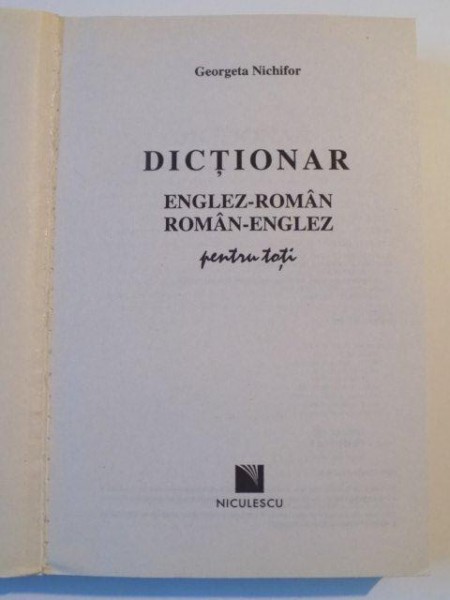 Georgeta Nichifor
DICȚIONAR
ENGLEZ-ROMÂN
ROMÂN-ENGLEZ
pentru toți
NICULESCU